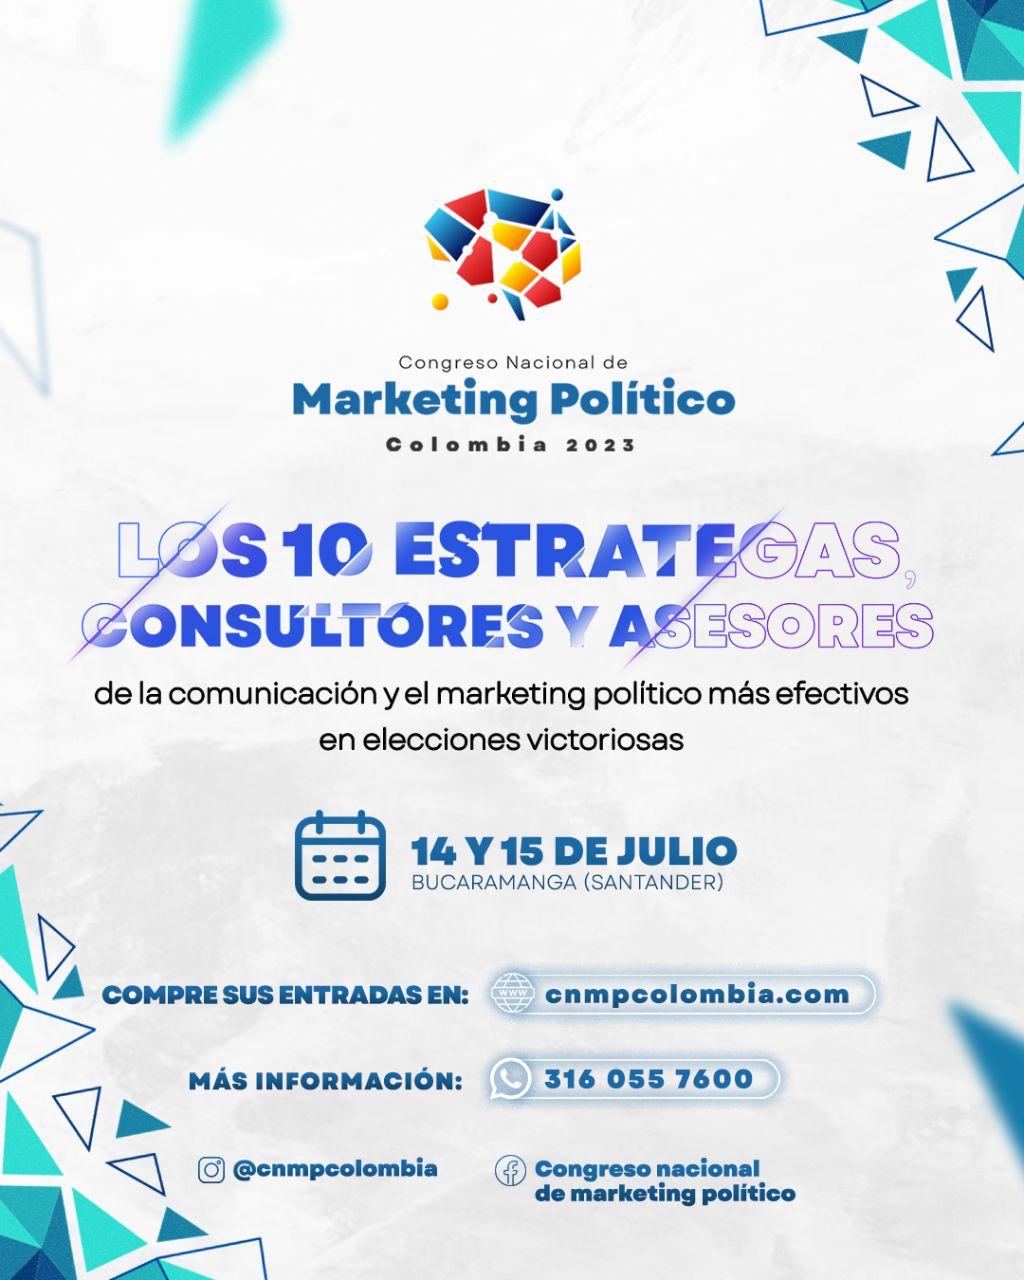 Congreso Nacional de
Marketing Político
Colombia 2023
LOS 10 ESTRATEGAS,
CONSULTORES Y ASESORES
de la comunicación y el marketing político más efectivos
en elecciones victoriosas
14 Y 15 DE JULIO
BUCARAMANGA (SANTANDER)
COMPRE SUS ENTRADAS EN: www cnmpcolombia.com
MÁS INFORMACIÓN: 316 055 7600
@cnmpcolombia
Congreso nacional
de marketing político